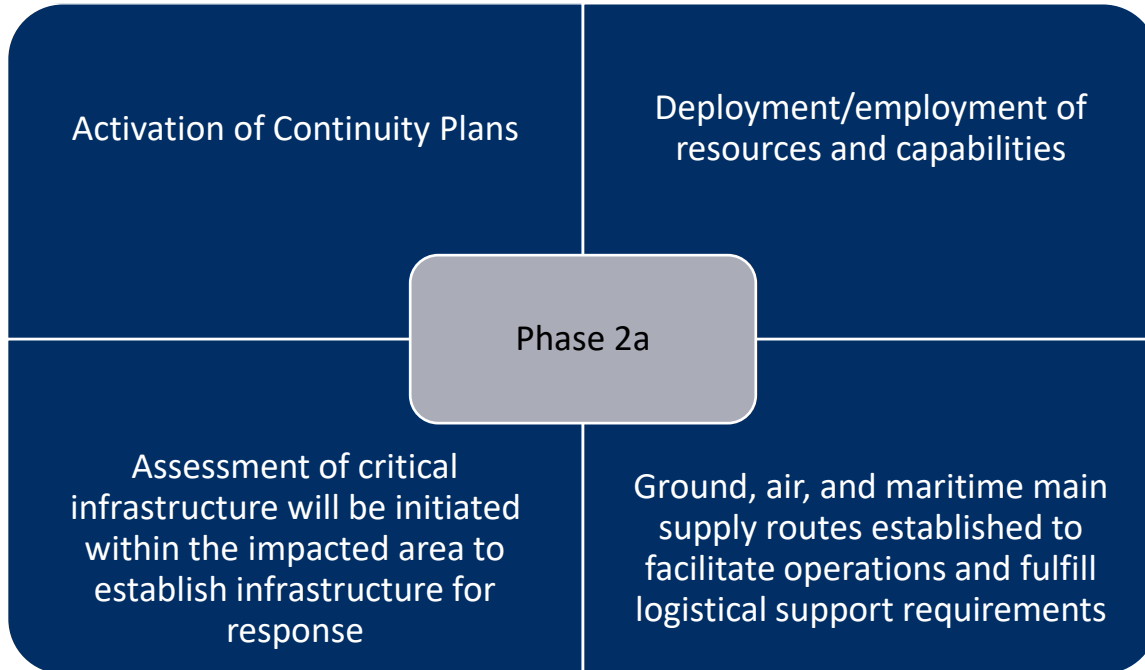 Activation of Continuity Plans
Deployment/employment of
resources and capabilities
Phase 2a
Assessment of critical
infrastructure will be initiated
within the impacted area to
establish infrastructure for
response
Ground, air, and maritime main
supply routes established to
facilitate operations and fulfill
logistical support requirements